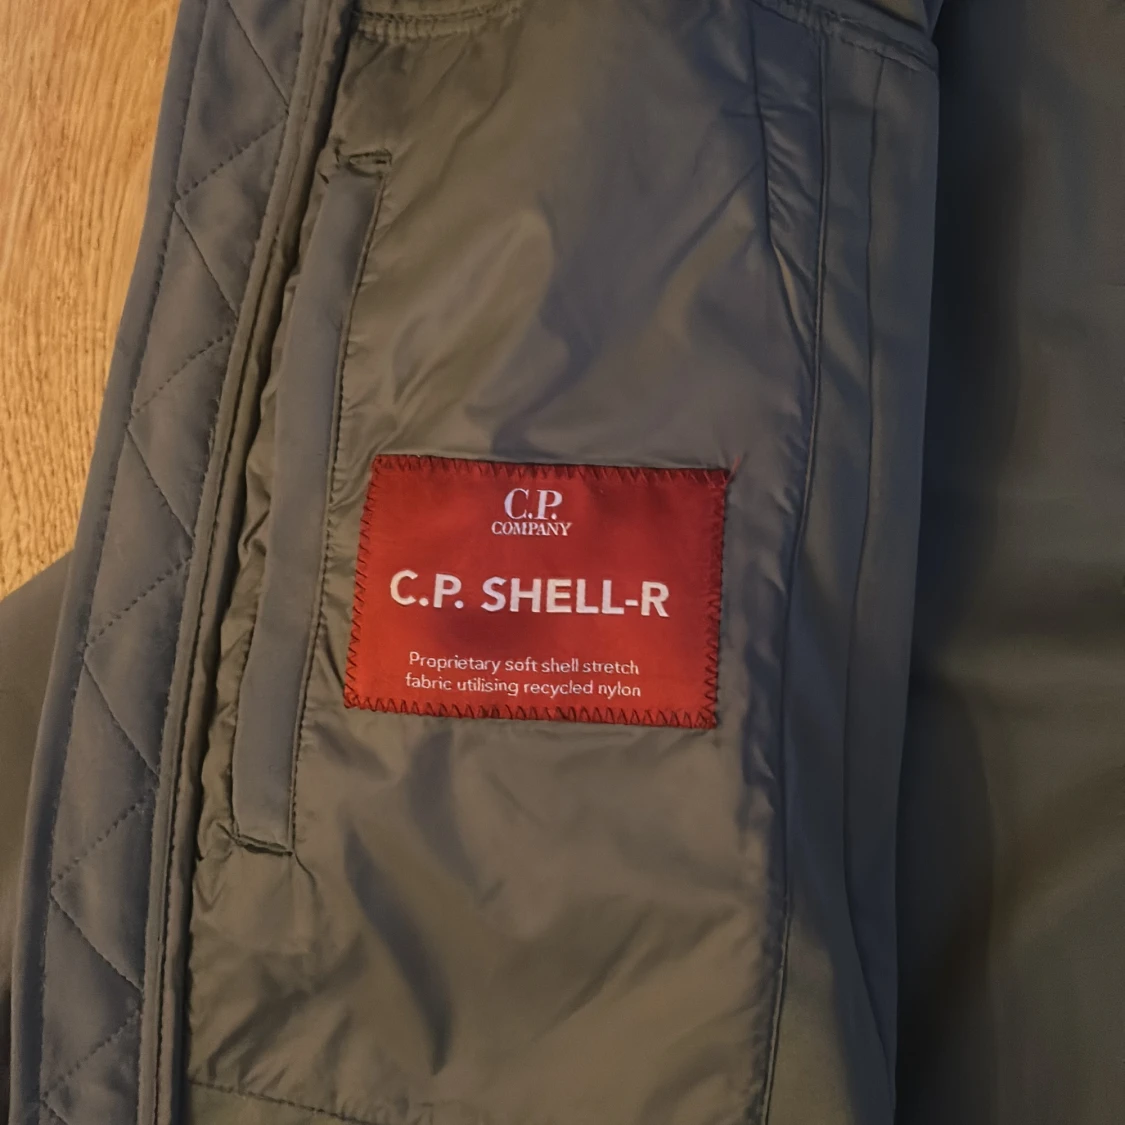 C.P.
COMPANY
C.P. SHELL-R
Proprietary soft shell stretch
fabric utilising recycled nylon